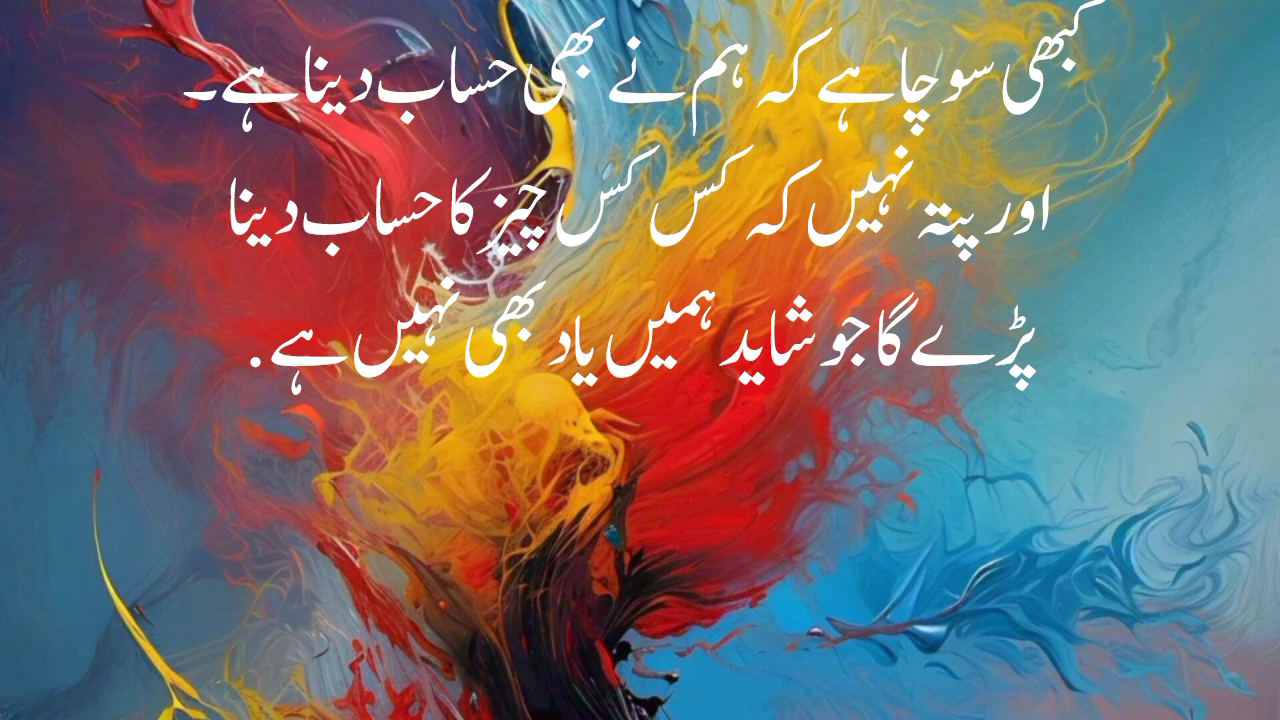 کبھی سوچا ہے کہ ہم نے بھی حساب دینا ہے۔
اور پتہ نہیں کہ کس کس چیز کا حساب دینا
پڑے گا جو شاید ہمیں یاد بھی نہیں ہے.